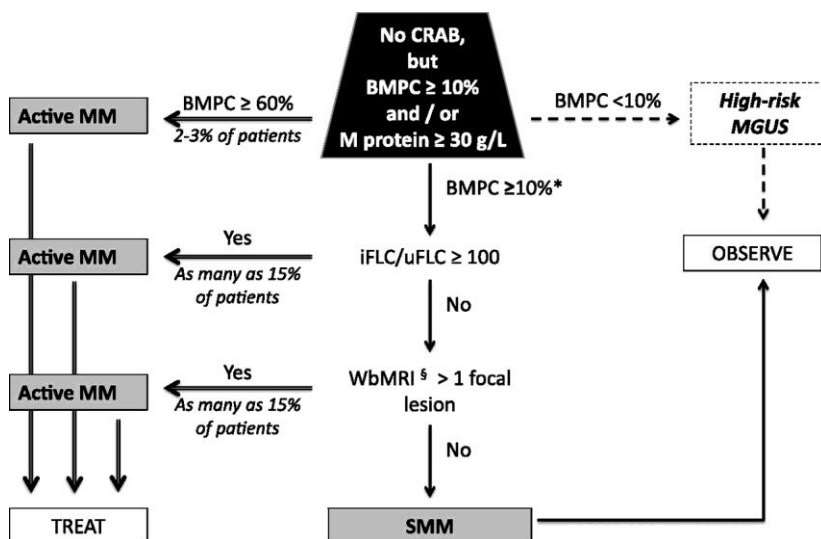 No CRAB,
but
BMPC ≥ 10%
and / or
M protein ≥ 30 g/L
BMPC ≥ 60%
2-3% of patients
Active MM
BMPC <10%
High-risk
MGUS
BMPC ≥10%*
OBSERVE
iFLC/uFLC ≥ 100
Yes
As many as 15%
of patients
Active MM
No
WbMRI § > 1 focal
lesion
Yes
As many as 15%
of patients
Active MM
No
TREAT
SMM